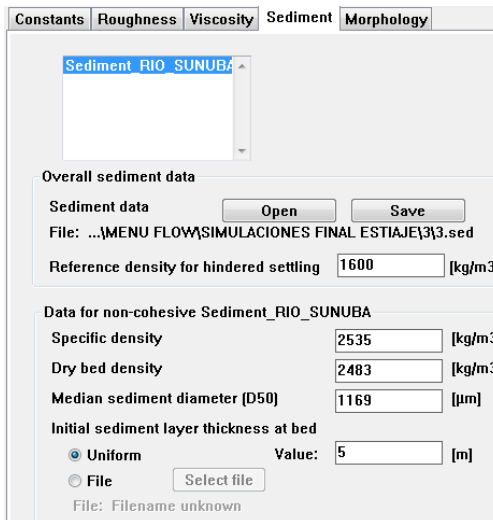 Constants Roughness Viscosity Sediment Morphology
Sediment_RIO_SUNUBA
Overall sediment data
Sediment data Open Save
File: ...\MENU FLOW\SIMULACIONES FINAL ESTIAJE\3\3.sed
Reference density for hindered settling 1600 [kg/m3
Data for non-cohesive Sediment_RIO_SUNUBA
Specific density 2535 [kg/m3
Dry bed density 2483 [kg/m3
Median sediment diameter (D50) 1169 [µm]
Initial sediment layer thickness at bed
Uniform Value: 5 [m]
File Select file
File: Filename unknown